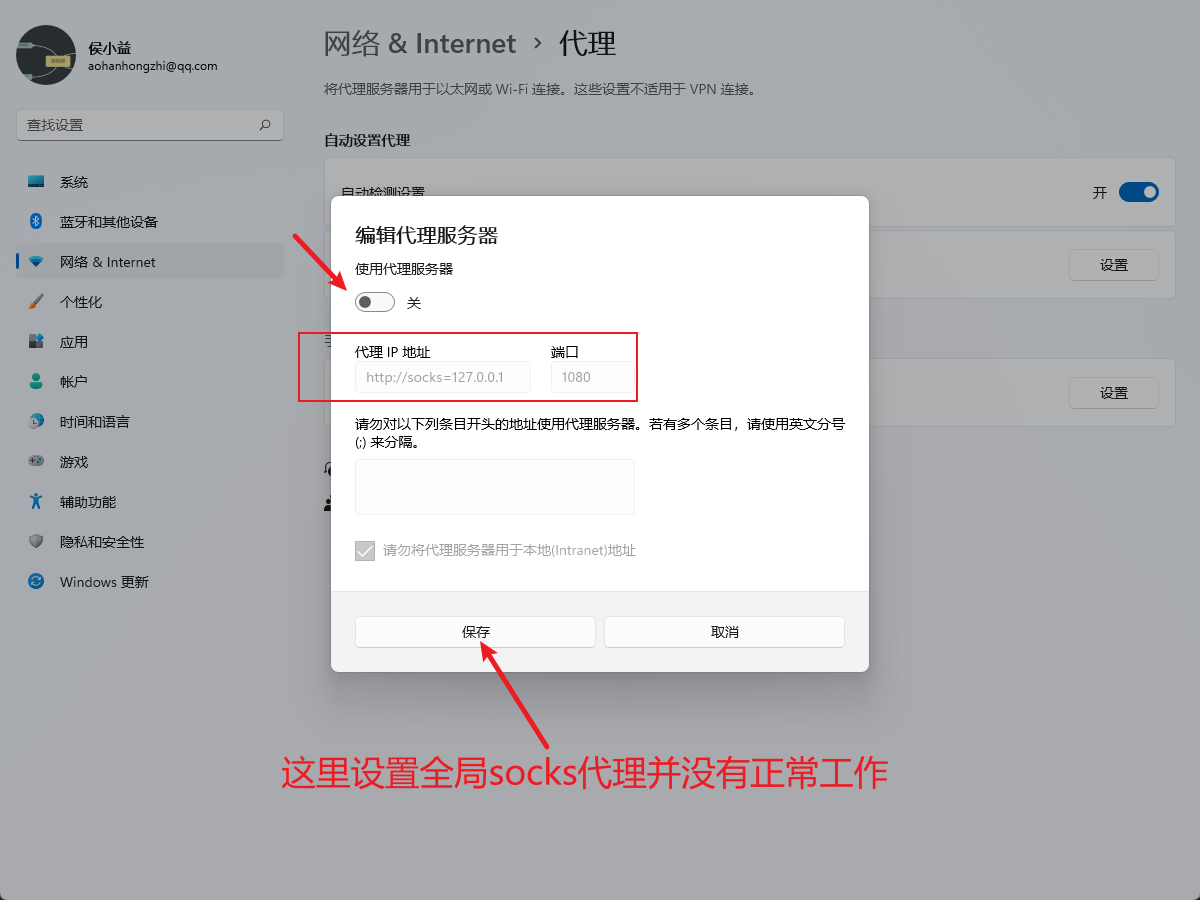 侯小益
aohanhongzhi@qq.com
查找设置
系统
蓝牙和其他设备
网络 & Internet
个性化
应用
帐户
时间和语言
游戏
辅助功能
隐私和安全性
Windows 更新
网络 & Internet › 代理
将代理服务器用于以太网或 Wi-Fi 连接。这些设置不适用于 VPN 连接。
自动设置代理
自动检测设置
开
设置
设置
编辑代理服务器
使用代理服务器
关
代理 IP 地址 端口
http://socks=127.0.0.1 1080
请勿对以下列条目开头的地址使用代理服务器。若有多个条目，请使用英文分号
(;) 来分隔。
请勿将代理服务器用于本地(Intranet)地址
保存 取消
这里设置全局socks代理并没有正常工作